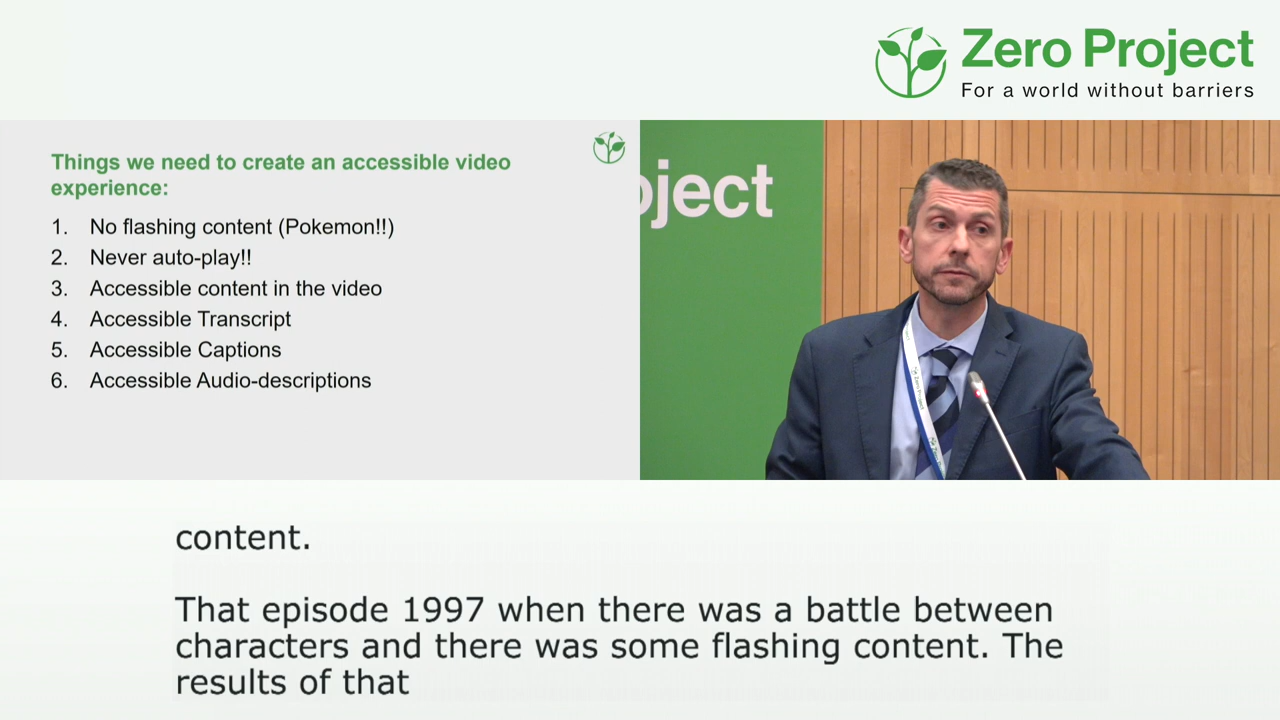 Zero Project
For a world without barriers
Things we need to create an accessible video
experience:
1. No flashing content (Pokemon!!)
2. Never auto-play!!
3. Accessible content in the video
4. Accessible Transcript
5. Accessible Captions
6. Accessible Audio-descriptions
oject
content.
That episode 1997 when there was a battle between
characters and there was some flashing content. The
results of that